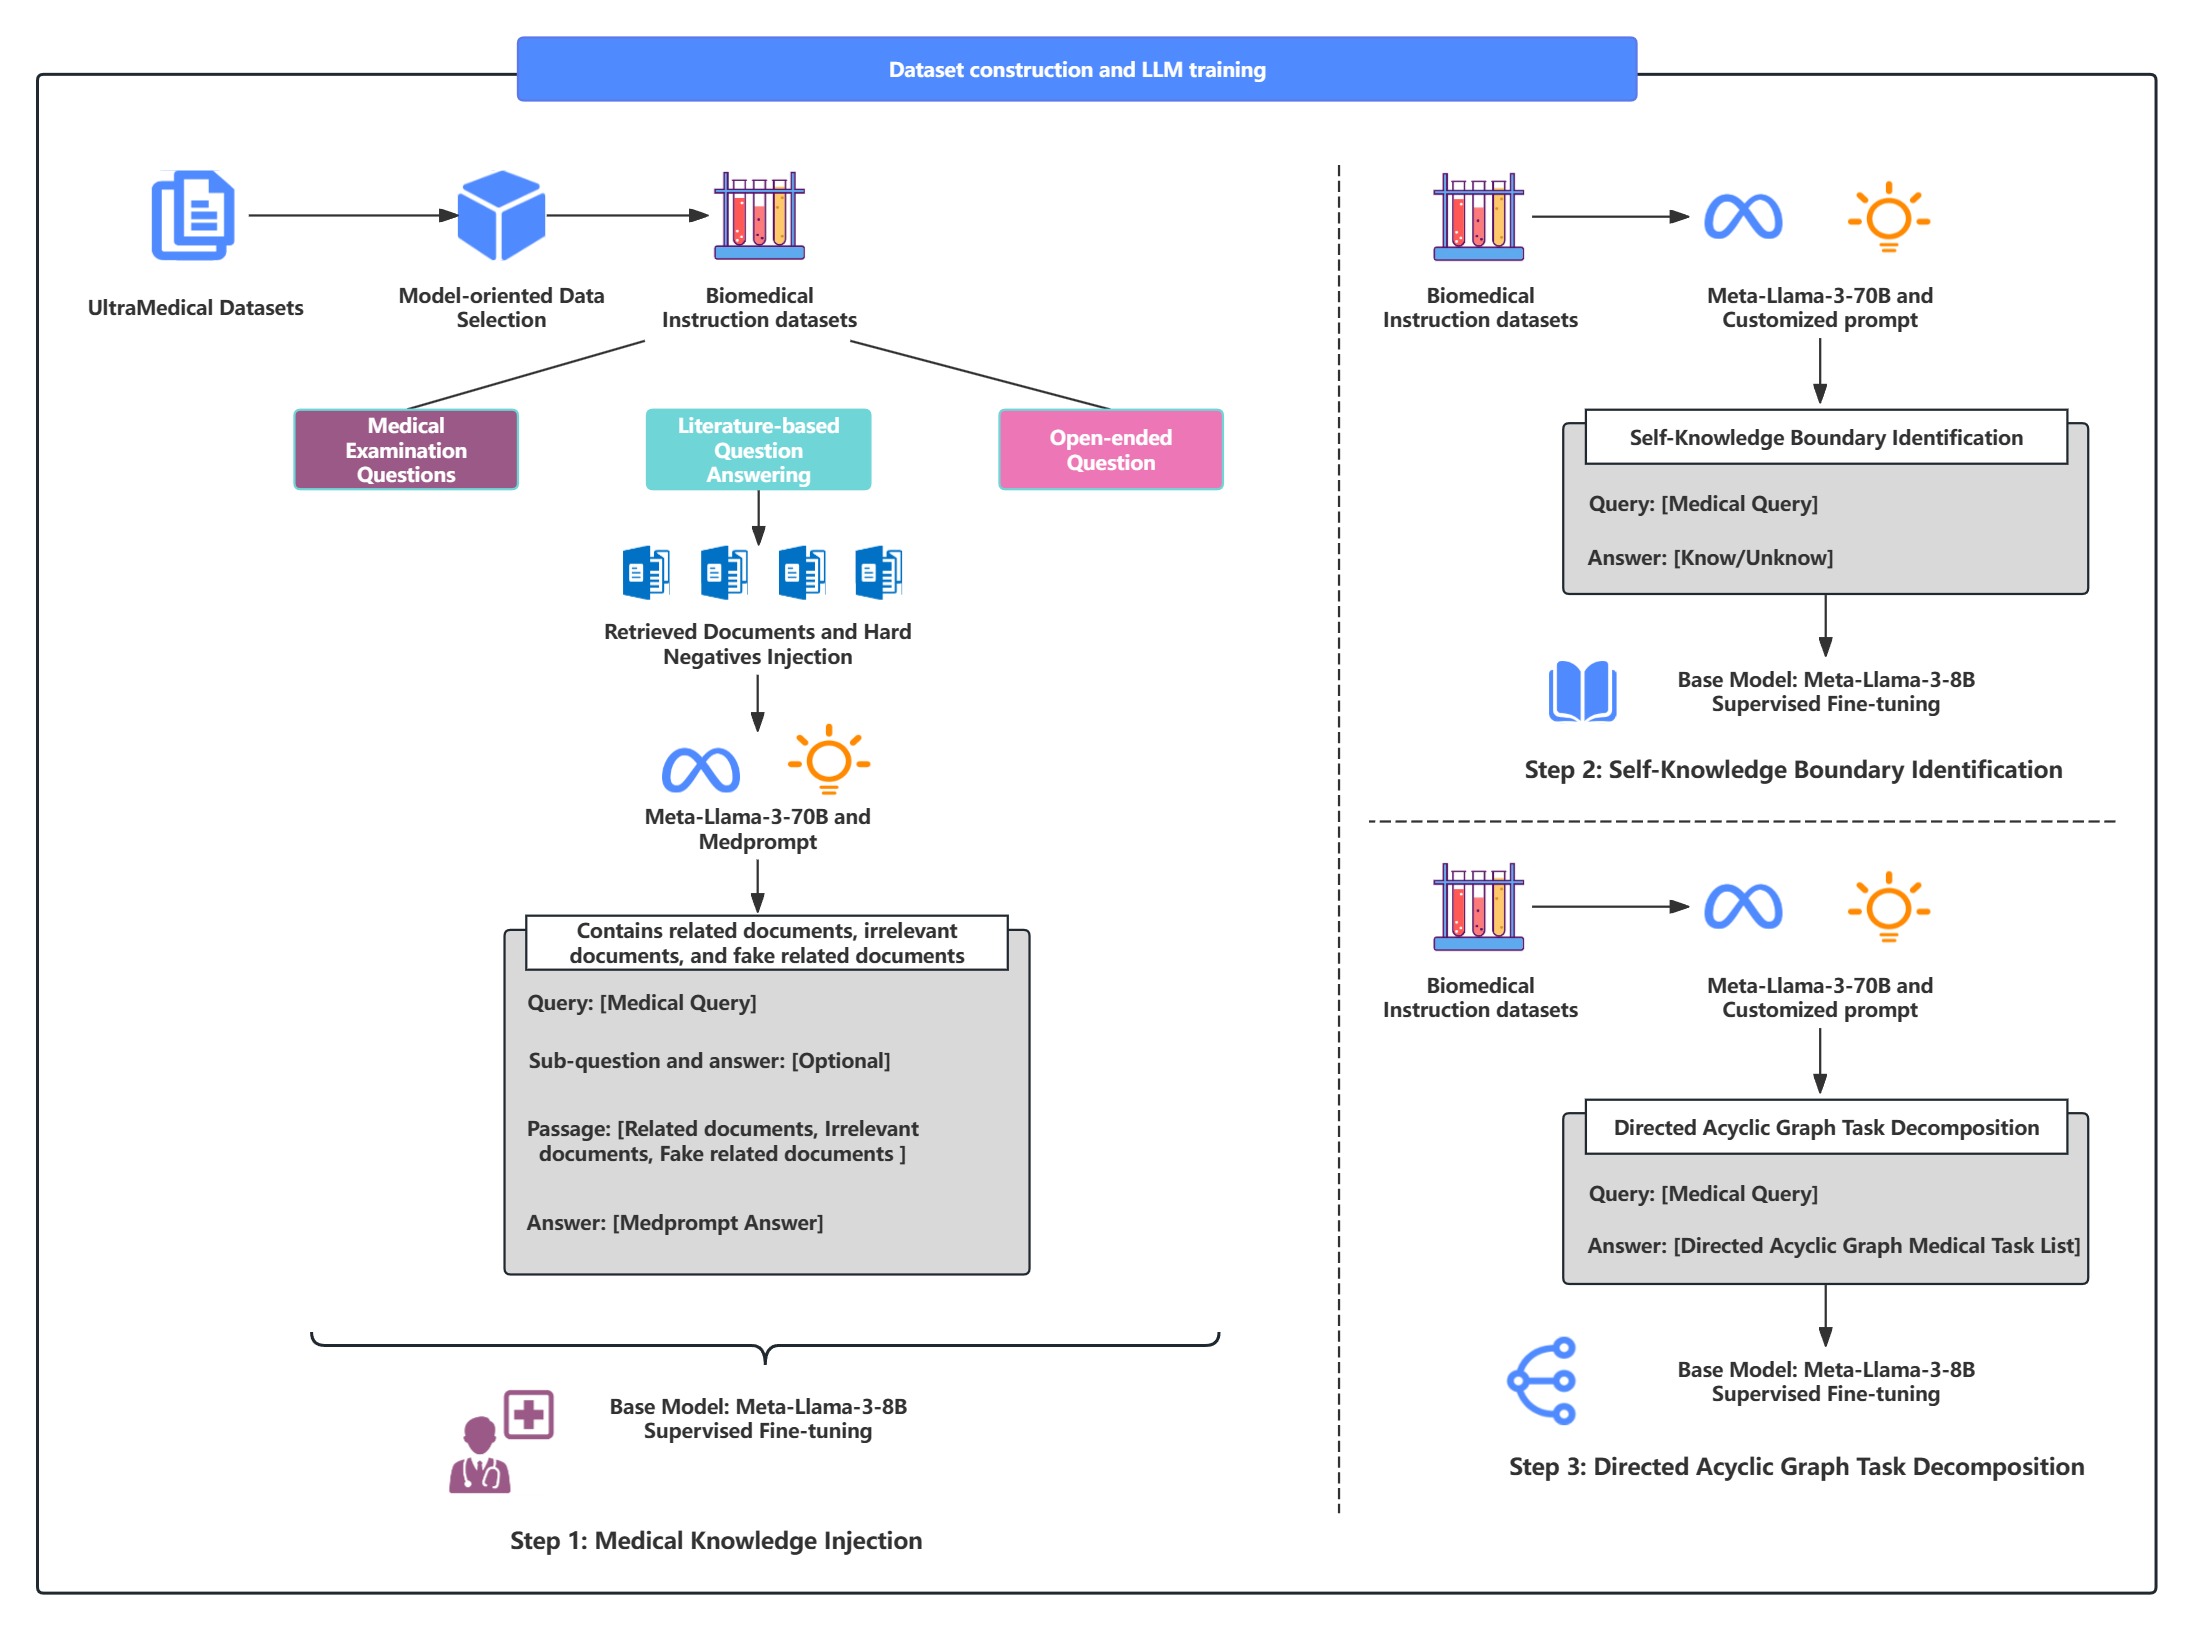 Dataset construction and LLM training
UltraMedical Datasets
Model-oriented Data
Selection
Biomedical
Instruction datasets
Medical
Examination
Questions
Literature-based
Question
Answering
Open-ended
Question
Retrieved Documents and Hard
Negatives Injection
Meta-Llama-3-70B and
Medprompt
Contains related documents, irrelevant
documents, and fake related documents
Query: [Medical Query]
Sub-question and answer: [Optional]
Passage: [Related documents, Irrelevant
documents, Fake related documents ]
Answer: [Medprompt Answer]
Base Model: Meta-Llama-3-8B
Supervised Fine-tuning
Step 1: Medical Knowledge Injection
Biomedical
Instruction datasets
Meta-Llama-3-70B and
Customized prompt
Self-Knowledge Boundary Identification
Query: [Medical Query]
Answer: [Know/Unknow]
Base Model: Meta-Llama-3-8B
Supervised Fine-tuning
Step 2: Self-Knowledge Boundary Identification
Biomedical
Instruction datasets
Meta-Llama-3-70B and
Customized prompt
Directed Acyclic Graph Task Decomposition
Query: [Medical Query]
Answer: [Directed Acyclic Graph Medical Task List]
Base Model: Meta-Llama-3-8B
Supervised Fine-tuning
Step 3: Directed Acyclic Graph Task Decomposition